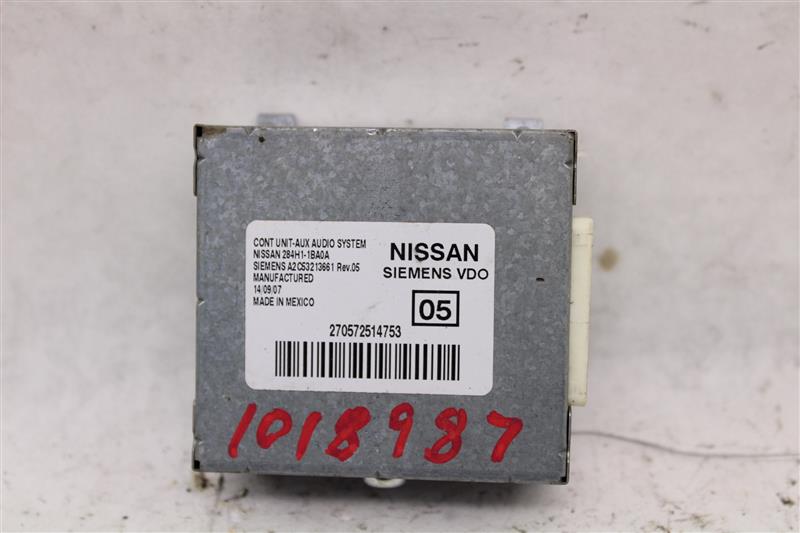 CONT UNIT-AUX AUDIO SYSTEM
NISSAN 284H1-1BA0A
SIEMENS A2C53213661 Rev.05
MANUFACTURED
14/09/07
MADE IN MEXICO
NISSAN
SIEMENS VDO
05
270572514753
1018987